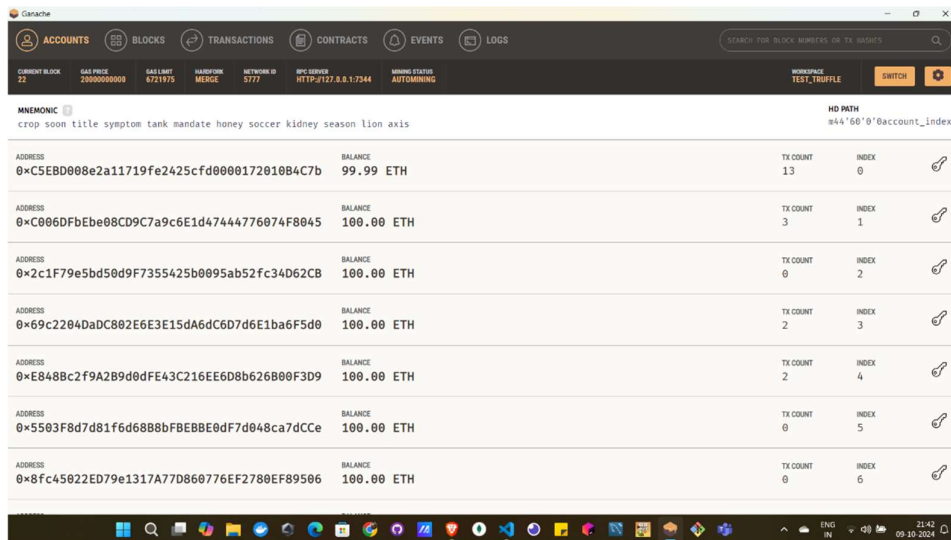 Ganache
ACCOUNTS BLOCKS TRANSACTIONS CONTRACTS EVENTS LOGS SEARCH FOR BLOCK NUMBERS OR TX HASHES
CURRENT BLOCK GAS PRICE GAS LIMIT HARDFORK NETWORK ID RPC SERVER MINING STATUS WORKSPACE SWITCH
22 20000000000 6721975 MERGE 5777 HTTP://127.0.0.1:7344 AUTOMINING TEST_TRUFFLE
MNEMONIC ? HD PATH
crop soon title symptom tank mandate honey soccer kidney season lion axis m44'60'0'0account_index
ADDRESS BALANCE TX COUNT INDEX
0×C5EBD008e2a11719fe2425cfd0000172010B4C7b 99.99 ETH 13 0
ADDRESS BALANCE TX COUNT INDEX
0×C006DFbEbe08CD9C7a9c6E1d47444776074F8045 100.00 ETH 3 1
ADDRESS BALANCE TX COUNT INDEX
0×2c1F79e5bd50d9F7355425b0095ab52fc34D62CB 100.00 ETH 0 2
ADDRESS BALANCE TX COUNT INDEX
0×69c2204DaDC802E6E3E15dA6dC6D7d6E1ba6F5d0 100.00 ETH 2 3
ADDRESS BALANCE TX COUNT INDEX
0×E848Bc2f9A2B9d0dFE43C216EE6D8b626B00F3D9 100.00 ETH 2 4
ADDRESS BALANCE TX COUNT INDEX
0×5503F8d7d81f6d68B8bFBEBBE0dF7d048ca7dCCe 100.00 ETH 0 5
ADDRESS BALANCE TX COUNT INDEX
0×8fc45022ED79e1317A77D860776EF2780EF89506 100.00 ETH 0 6
ENG 21:42
IN 09-10-2024